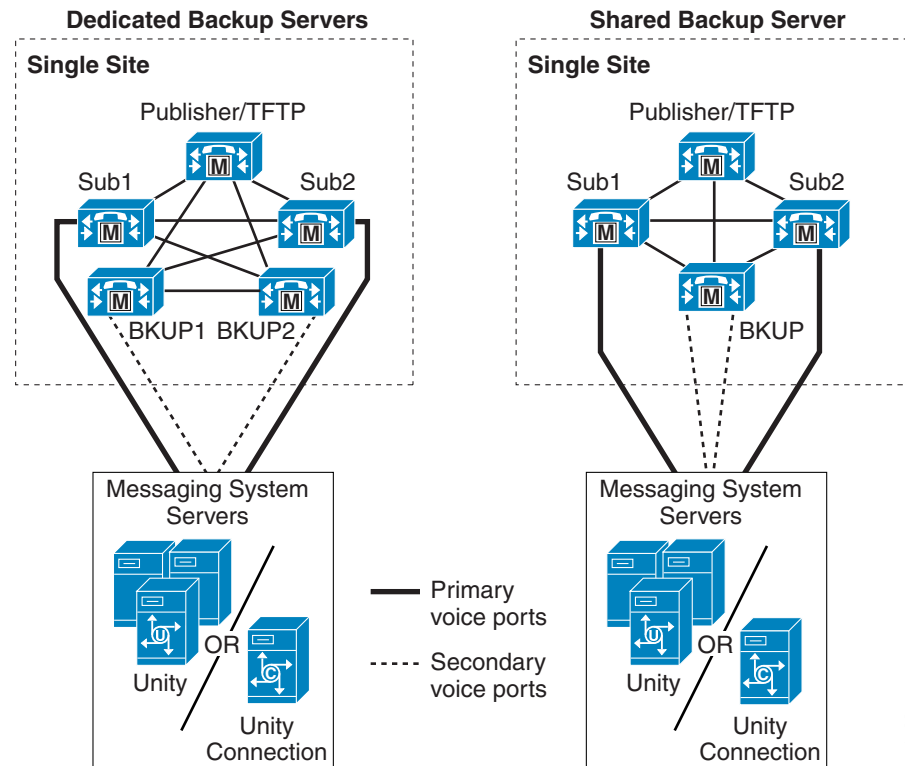 Dedicated Backup Servers
Single Site
Publisher/TFTP
M
Sub1
Sub2
M
M
M
M
BKUP1
BKUP2
Messaging System
Servers
U
OR
C
Unity
Unity
Connection
Primary
voice ports
Secondary
voice ports
Shared Backup Server
Single Site
Publisher/TFTP
M
Sub1
Sub2
M
M
M
BKUP
Messaging System
Servers
U
OR
C
Unity
Unity
Connection